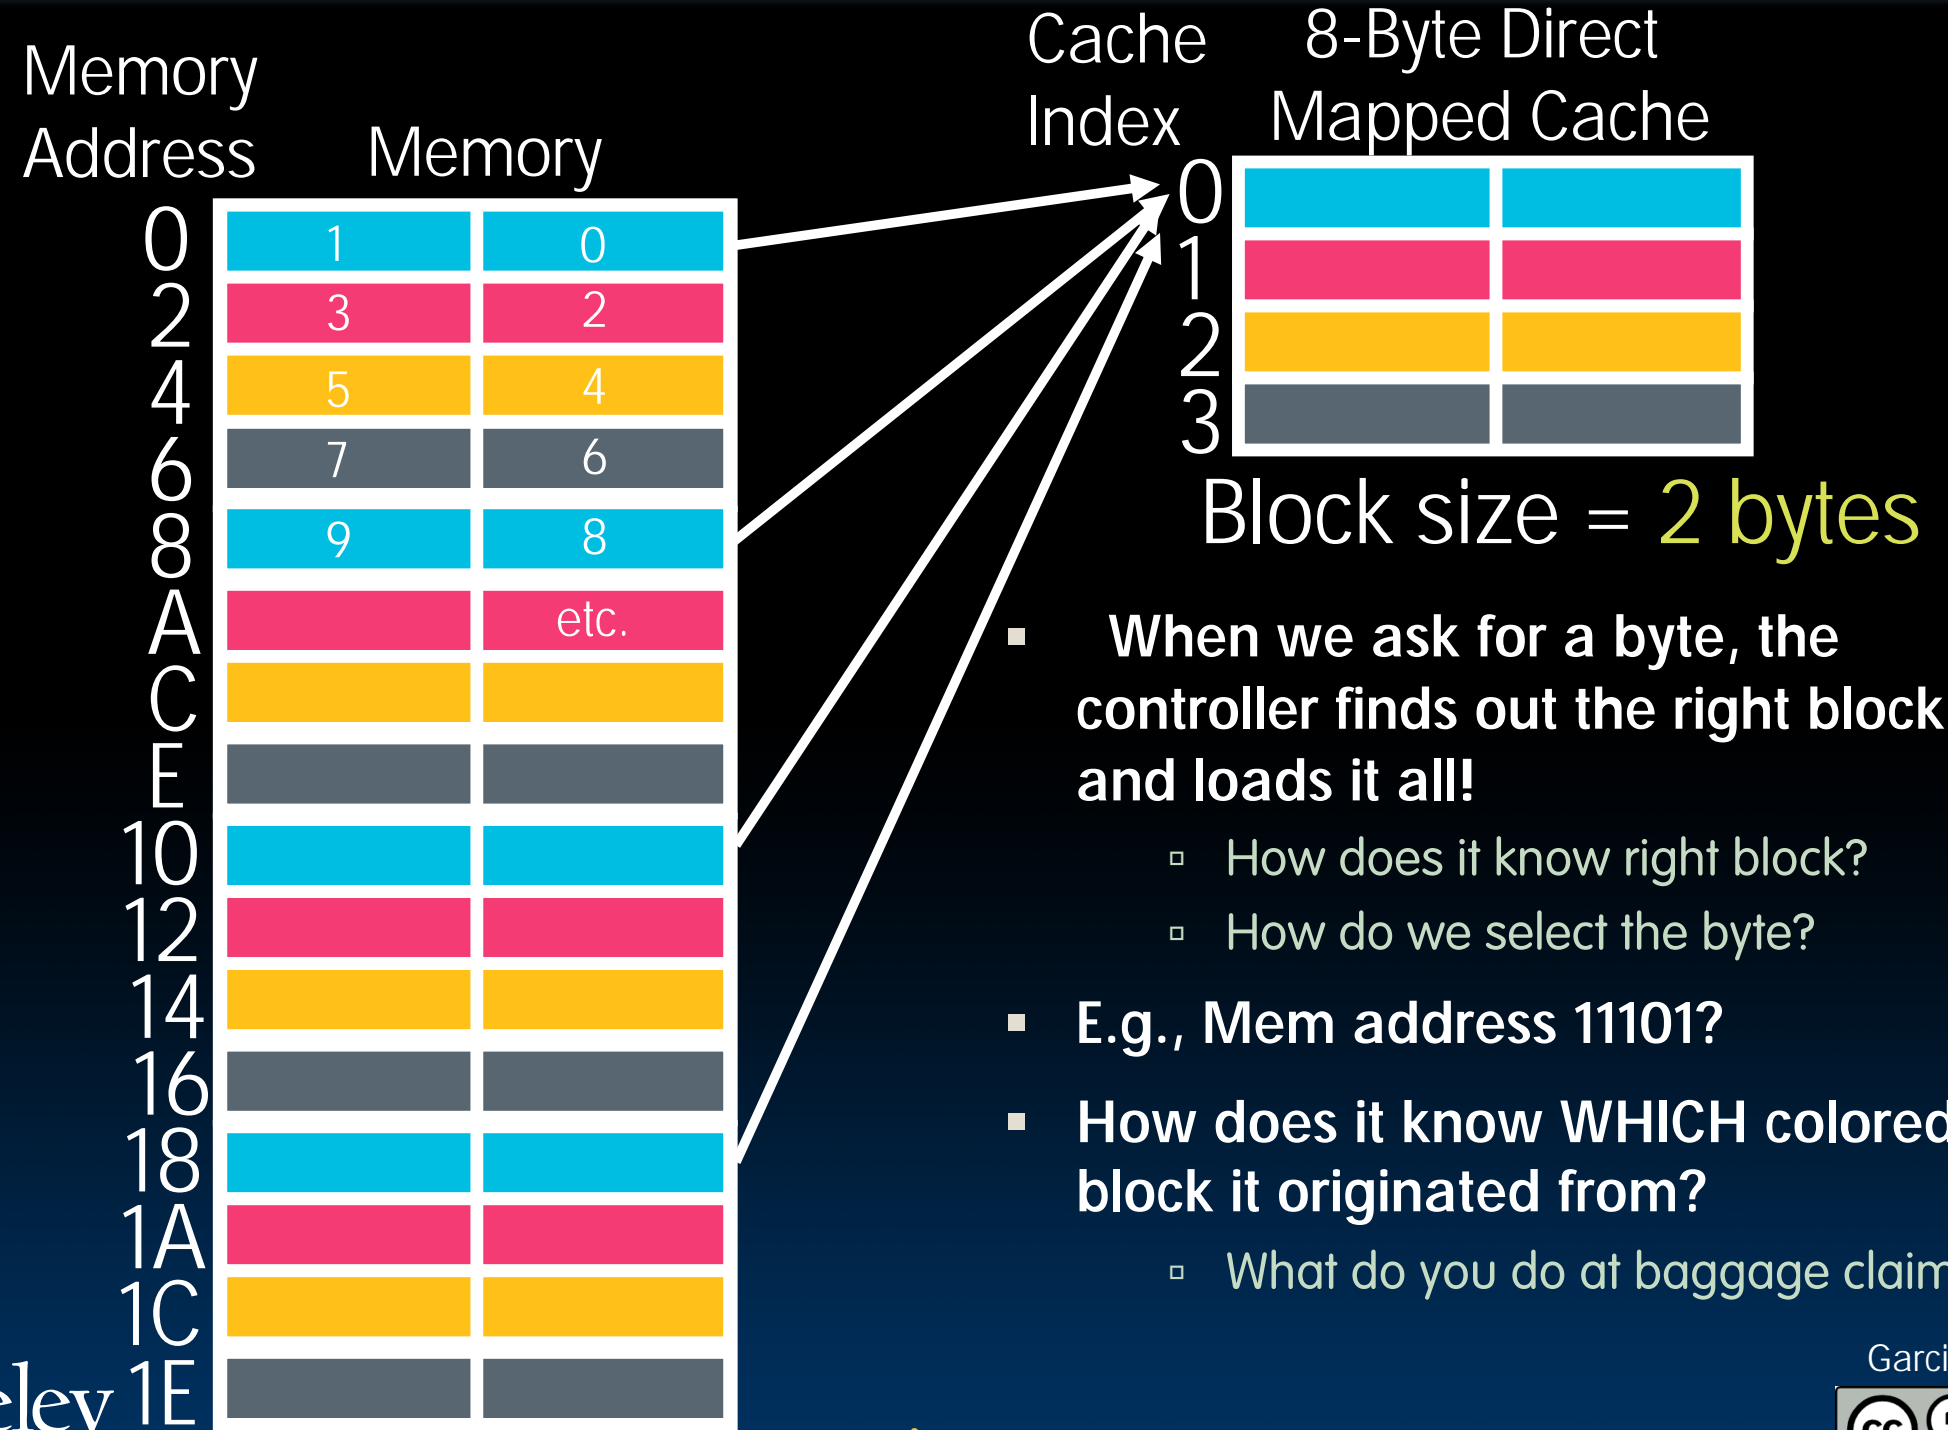 Memory
Address
Memory
0
1 0
2
3 2
4
5 4
6
7 6
8
9 8
A
etc.
C
E
10
12
14
16
18
1A
1C
1E
Cache
Index
8-Byte Direct
Mapped Cache
0
1
2
3
Block size = 2 bytes
When we ask for a byte, the
controller finds out the right block
and loads it all!
How does it know right block?
How do we select the byte?
E.g., Mem address 11101?
How does it know WHICH colored
block it originated from?
What do you do at baggage claim
Garci
eley
cc